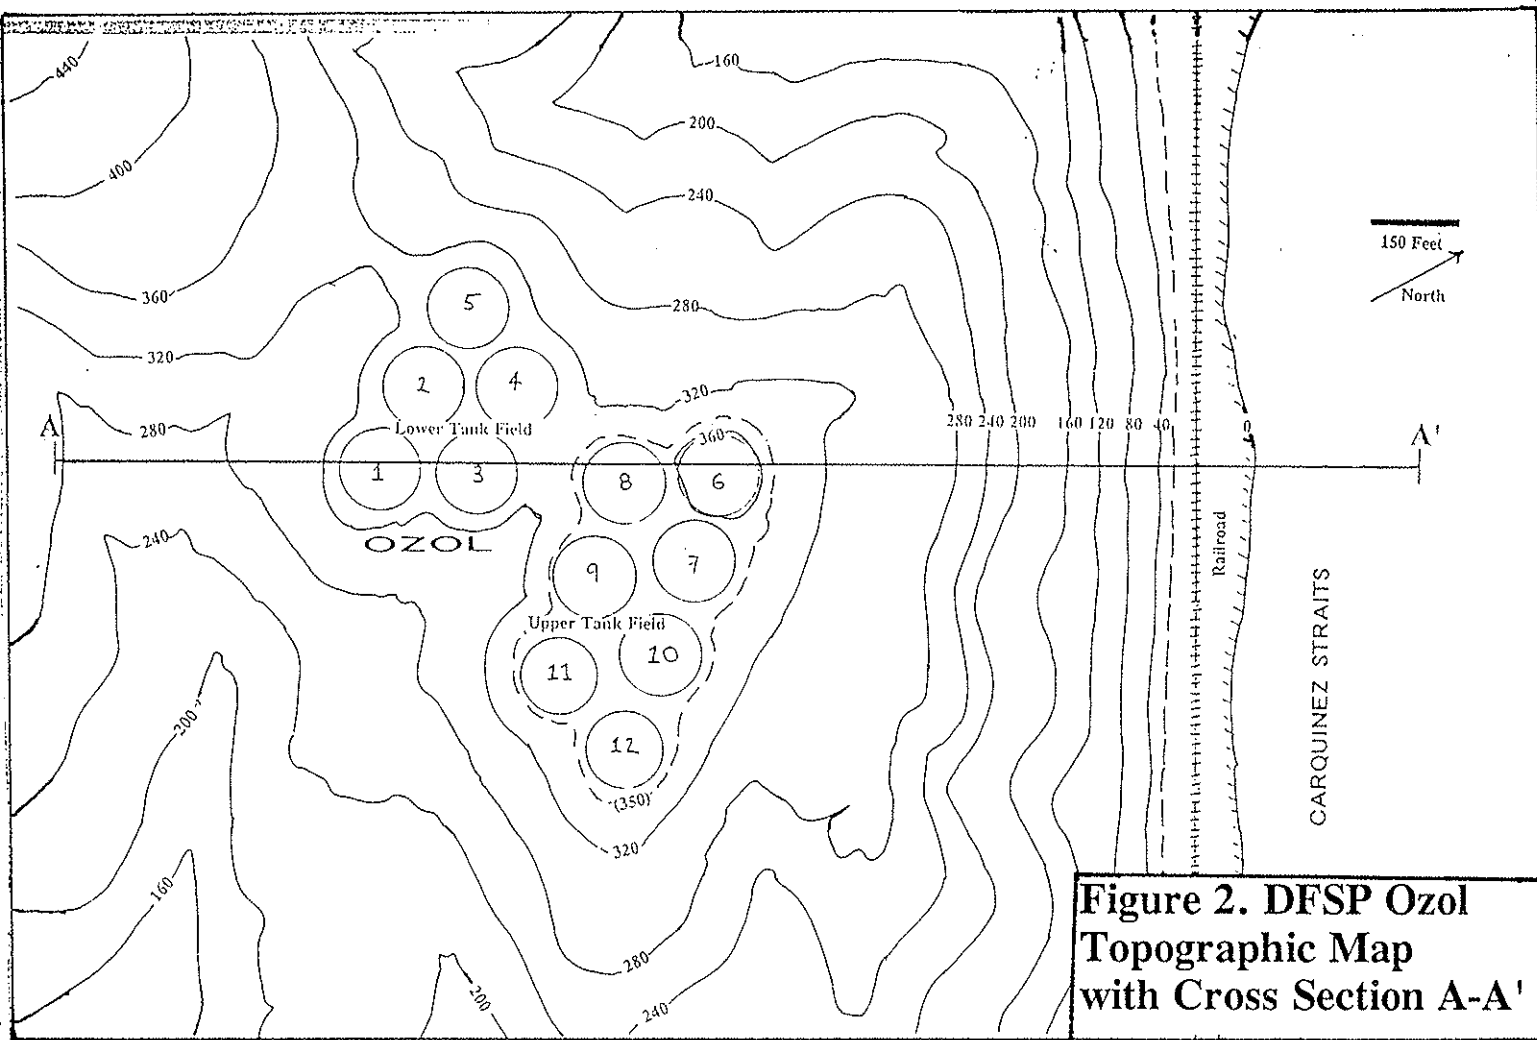 440
160
400
200
240
150 Feet
North
360
5
280
320
2
4
320
A
280
Lower Tank Field
360
280 240 200 160 120 80 40 0
A'
1
3
8
6
OZOL
240
9
7
Railroad
Upper Tank Field
11
10
CARQUINEZ STRAITS
200
12
(350)
320
160
280
200
240
Figure 2. DFSP Ozol
Topographic Map
with Cross Section A-A'